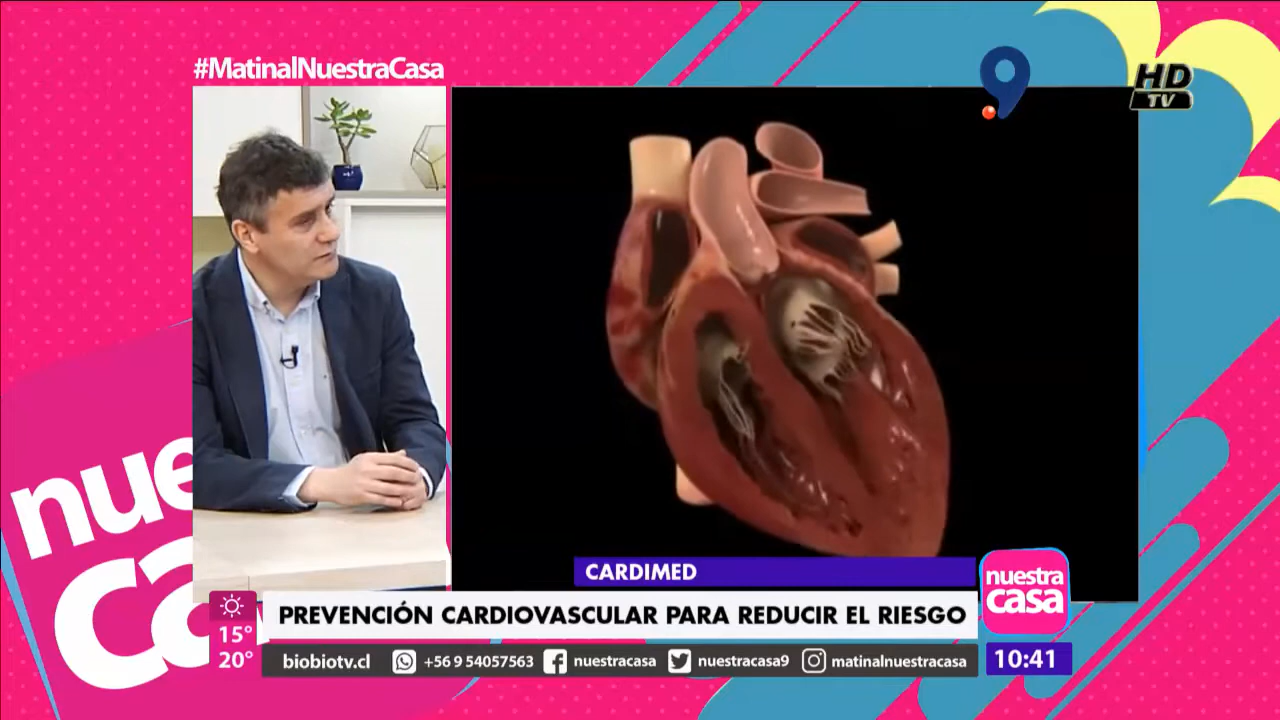 #MatinalNuestraCasa
9
HD
TV
nue
ca
CARDIMED
nuestra
casa
PREVENCIÓN CARDIOVASCULAR PARA REDUCIR EL RIESGO
15°
20°
biobiotv.cl +56 9 54057563 nuestracasa nuestracasa9 matinalnuestracasa
10:41